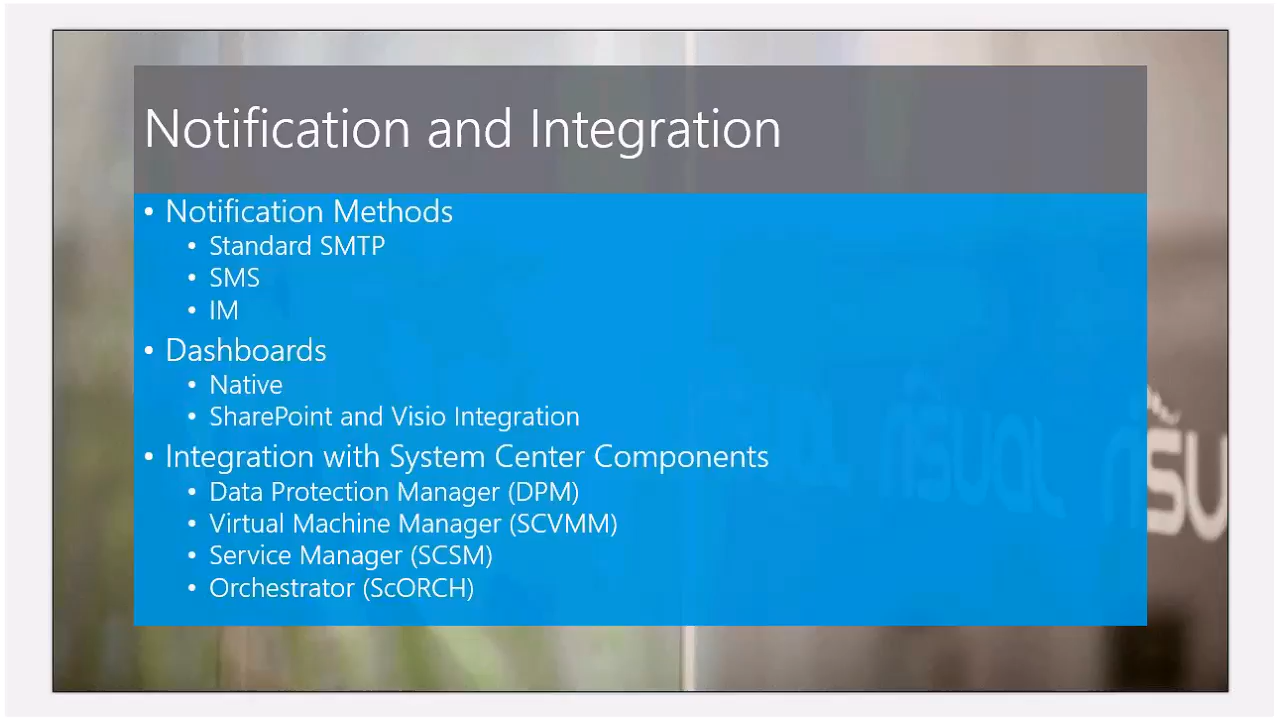 Notification and Integration
• Notification Methods
• Standard SMTP
• SMS
• IM
• Dashboards
• Native
• SharePoint and Visio Integration
• Integration with System Center Components
• Data Protection Manager (DPM)
• Virtual Machine Manager (SCVMM)
• Service Manager (SCSM)
• Orchestrator (ScORCH)